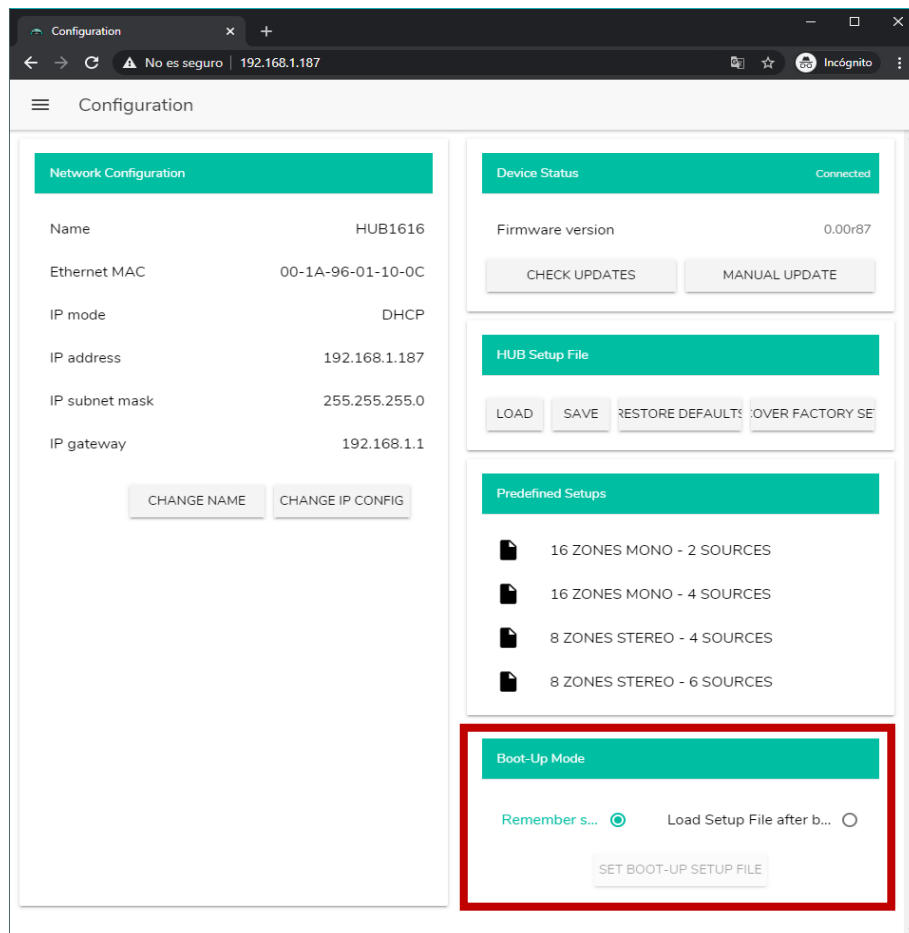 Configuration
No es seguro | 192.168.1.187
Incógnito
Configuration
Network Configuration
Name HUB1616
Ethernet MAC 00-1A-96-01-10-0C
IP mode DHCP
IP address 192.168.1.187
IP subnet mask 255.255.255.0
IP gateway 192.168.1.1
CHANGE NAME CHANGE IP CONFIG
Device Status Connected
Firmware version 0.00r87
CHECK UPDATES MANUAL UPDATE
HUB Setup File
LOAD SAVE RESTORE DEFAULTS OVER FACTORY SE
Predefined Setups
16 ZONES MONO - 2 SOURCES
16 ZONES MONO - 4 SOURCES
8 ZONES STEREO - 4 SOURCES
8 ZONES STEREO - 6 SOURCES
Boot-Up Mode
Remember s... Load Setup File after b...
SET BOOT-UP SETUP FILE